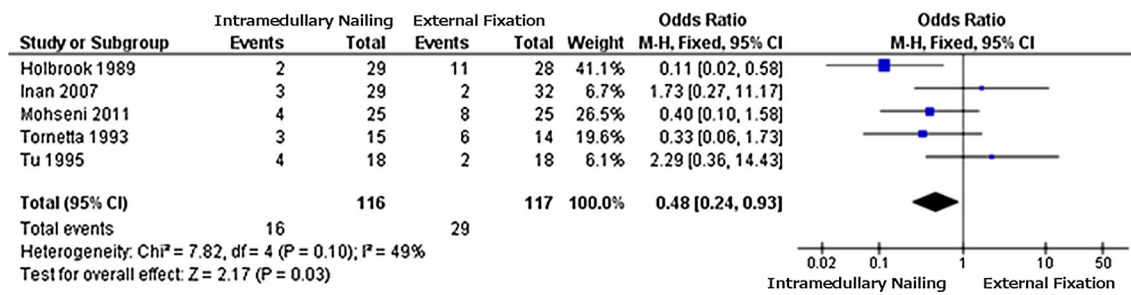 Intramedullary Nailing External Fixation Odds Ratio Odds Ratio
Study or Subgroup Events Total Events Total Weight M-H, Fixed, 95% CI M-H, Fixed, 95% CI
Holbrook 1989 2 29 11 28 41.1% 0.11 [0.02, 0.58]
Inan 2007 3 29 2 32 6.7% 1.73 [0.27, 11.17]
Mohseni 2011 4 25 8 25 26.5% 0.40 [0.10, 1.58]
Tornetta 1993 3 15 6 14 19.6% 0.33 [0.06, 1.73]
Tu 1995 4 18 2 18 6.1% 2.29 [0.36, 14.43]
Total (95% CI) 116 117 100.0% 0.48 [0.24, 0.93]
Total events 16 29
Heterogeneity: Chi² = 7.82, df = 4 (P = 0.10); I² = 49%
Test for overall effect: Z = 2.17 (P = 0.03)
0.02 0.1 1 10 50
Intramedullary Nailing External Fixation